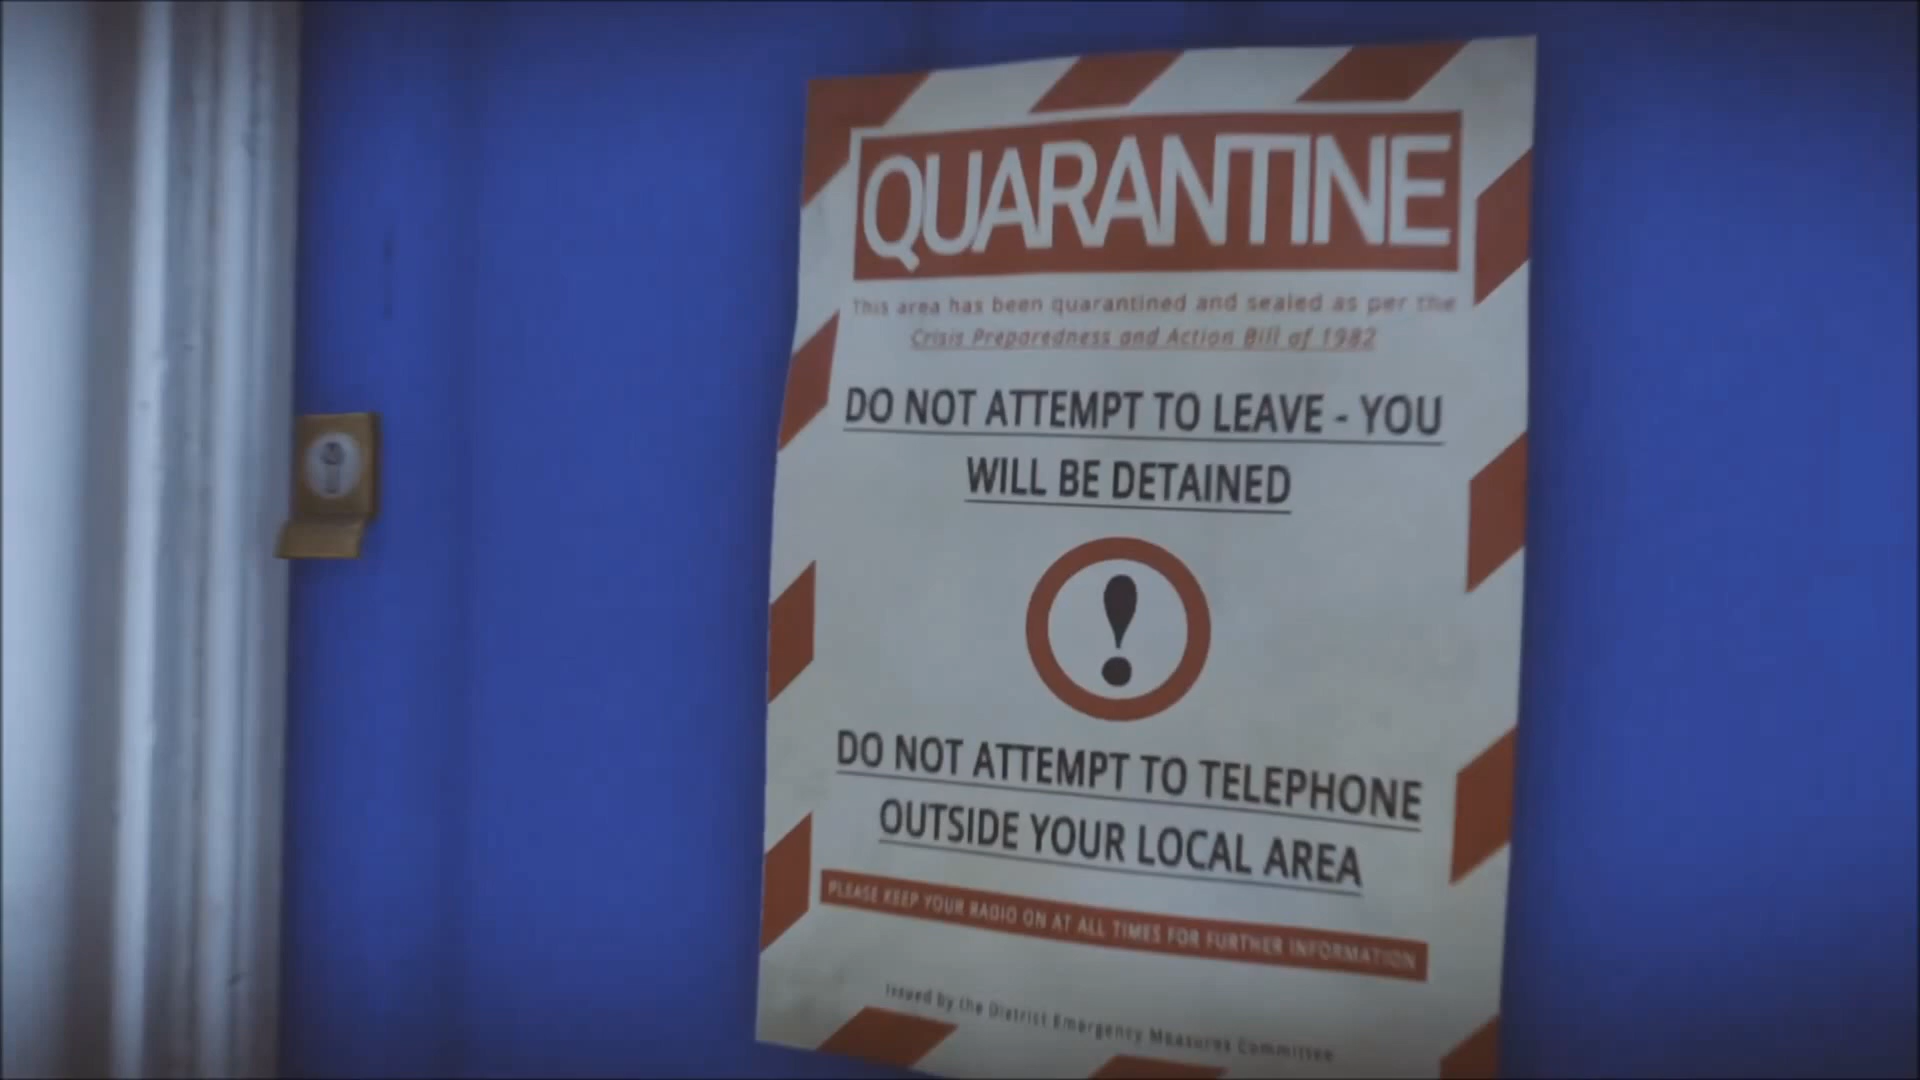 QUARANTINE
This area has been quarantined and sealed as per the
Crisis Preparedness and Action Bill of 1982
DO NOT ATTEMPT TO LEAVE - YOU
WILL BE DETAINED
!
DO NOT ATTEMPT TO TELEPHONE
OUTSIDE YOUR LOCAL AREA
PLEASE KEEP YOUR RADIO ON AT ALL TIMES FOR FURTHER INFORMATION
Issued by the District Emergency Measures Committee